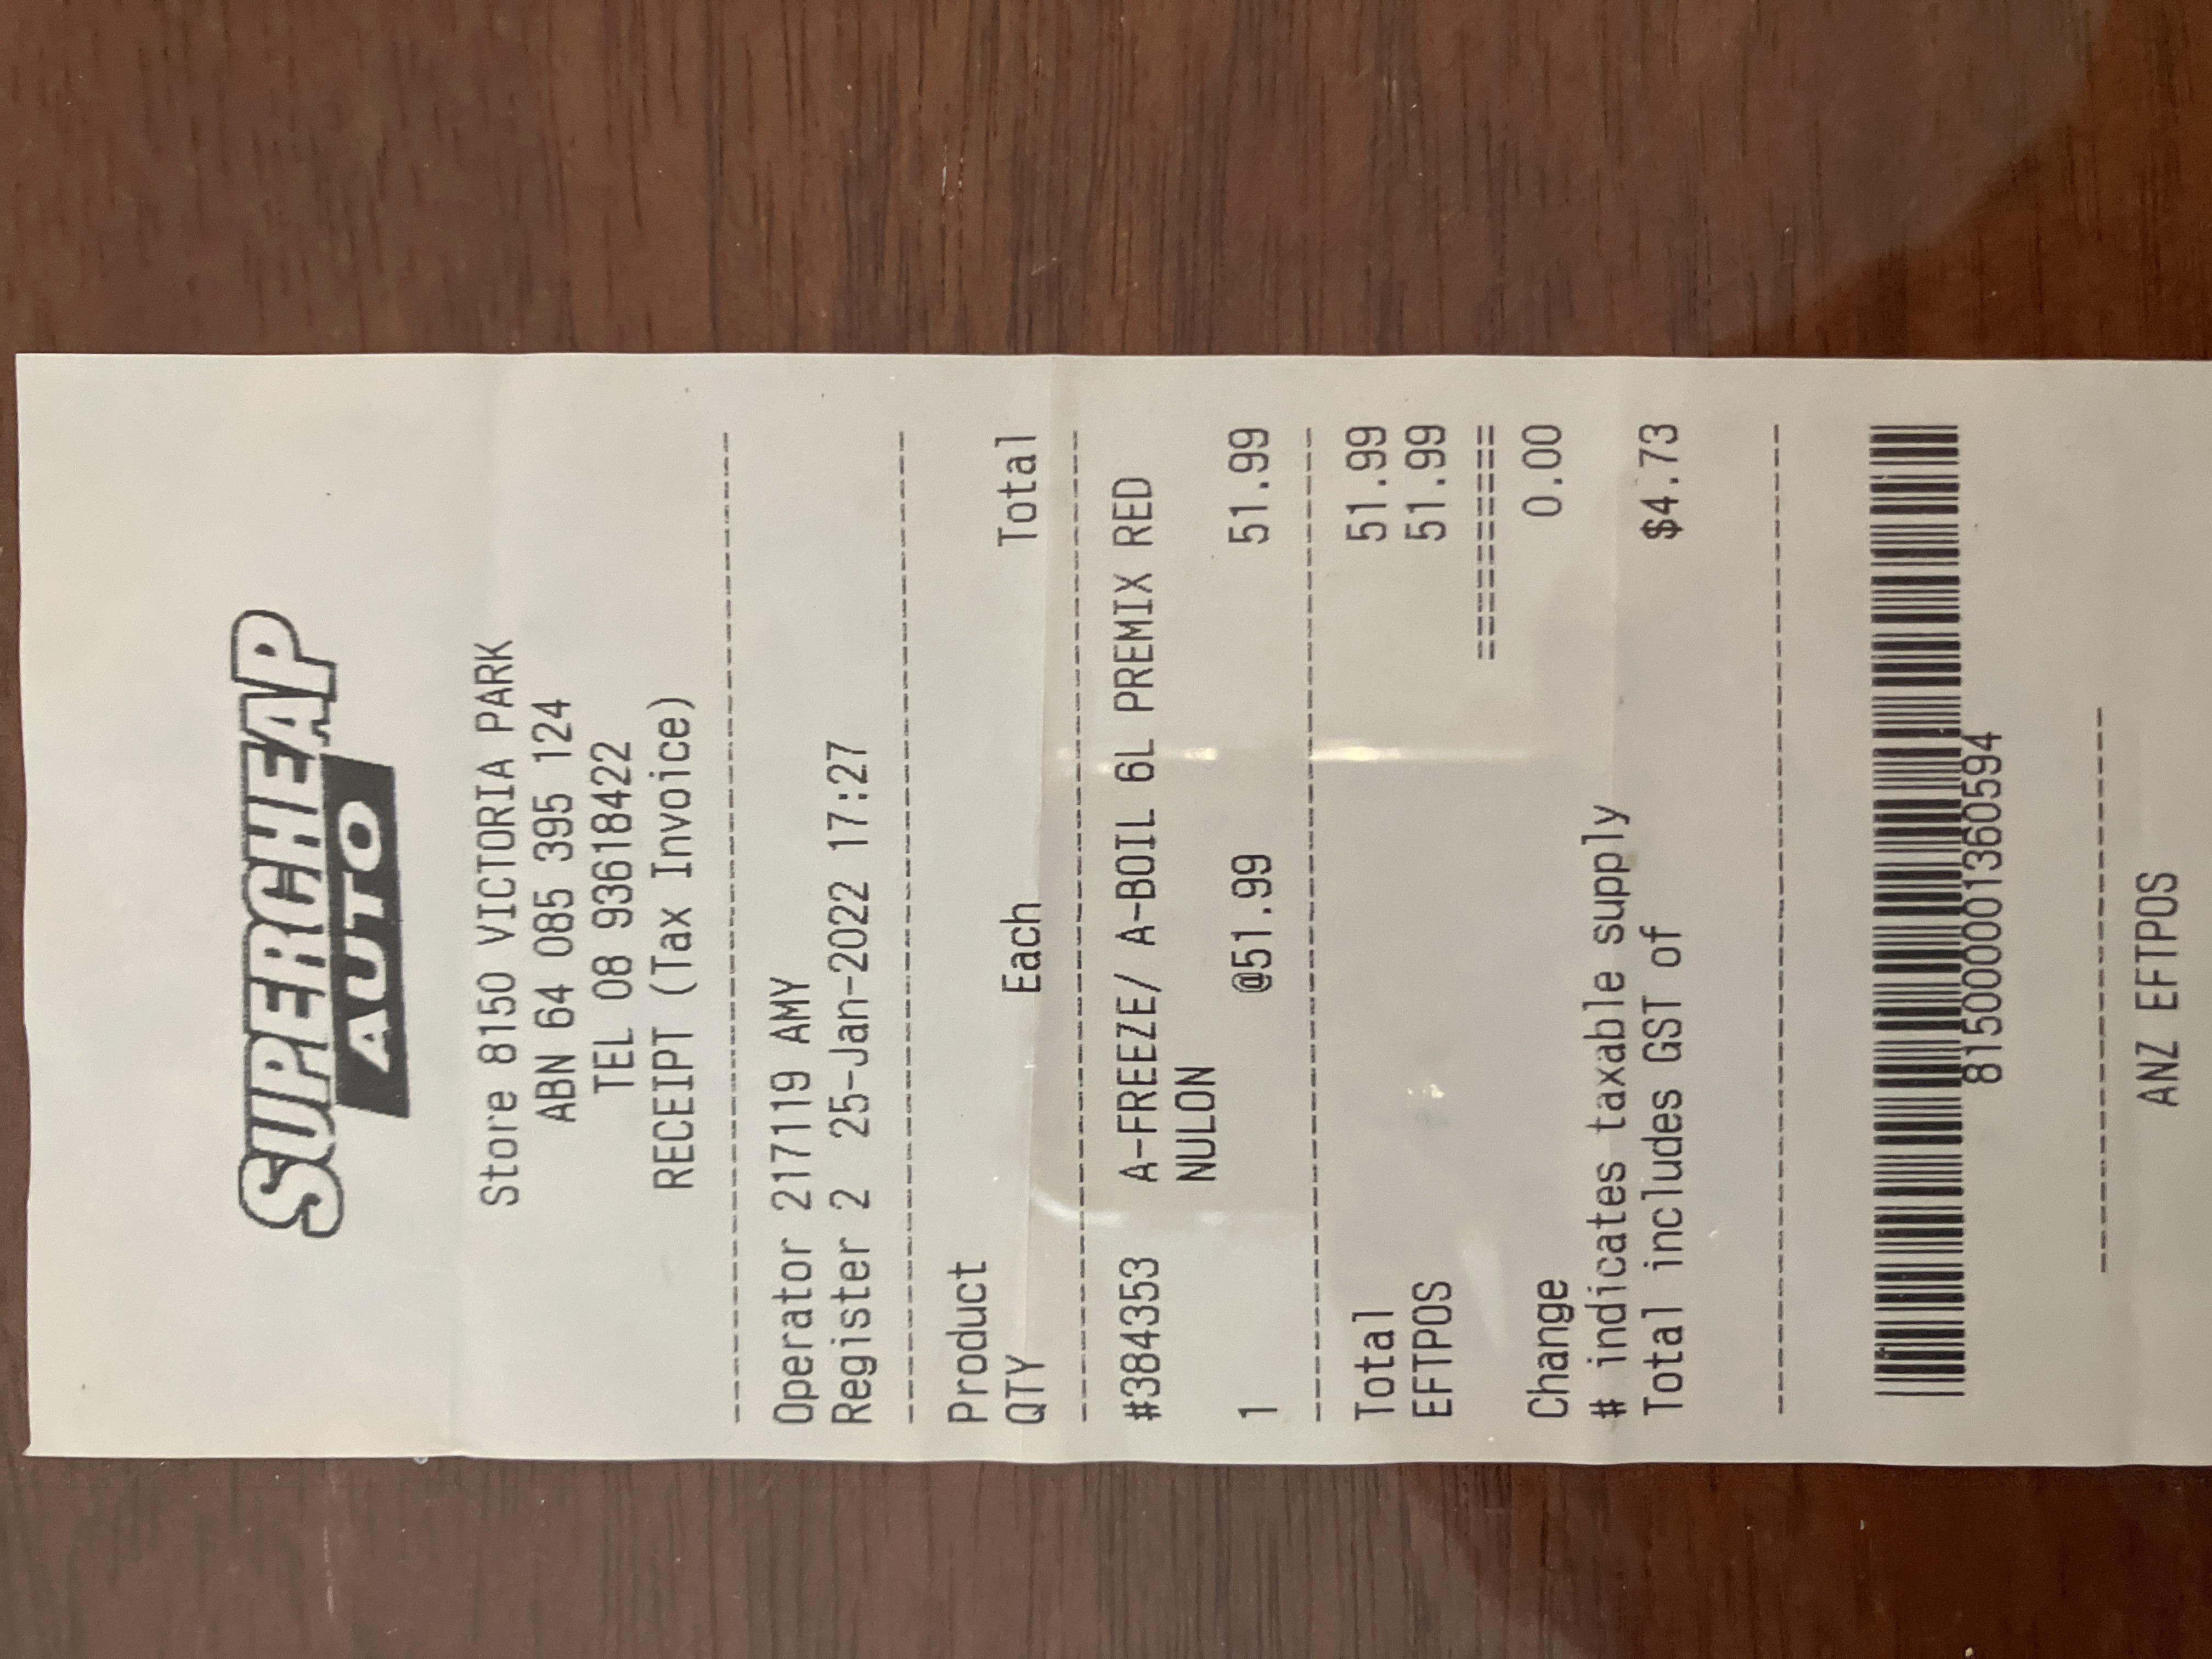 SUPERCHEAP
AUTO
Store 8150 VICTORIA PARK
ABN 64 085 395 124
TEL 08 93618422
RECEIPT (Tax Invoice)
Operator 217119 AMY
Register 2 25-Jan-2022 17:27
Product
QTY Each Total
#384353 A-FREEZE/ A-BOIL 6L PREMIX RED
NULON
1 @51.99 51.99
Total 51.99
EFTPOS 51.99
==========
Change 0.00
# indicates taxable supply
Total includes GST of $4.73
815000001360594
ANZ EFTPOS